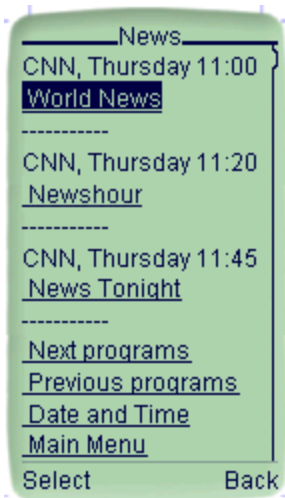 News
CNN, Thursday 11:00
World News
-----------
CNN, Thursday 11:20
Newshour
-----------
CNN, Thursday 11:45
News Tonight
-----------
Next programs
Previous programs
Date and Time
Main Menu
Select Back